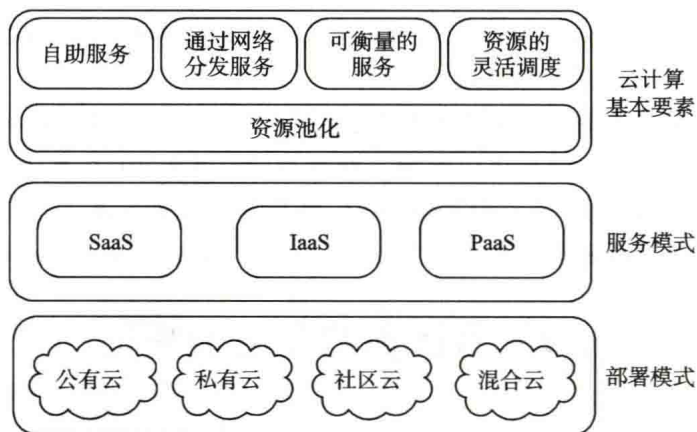 自助服务
通过网络
分发服务
可衡量的
服务
资源的
灵活调度
资源池化
云计算
基本要素
SaaS
IaaS
PaaS
服务模式
公有云
私有云
社区云
混合云
部署模式